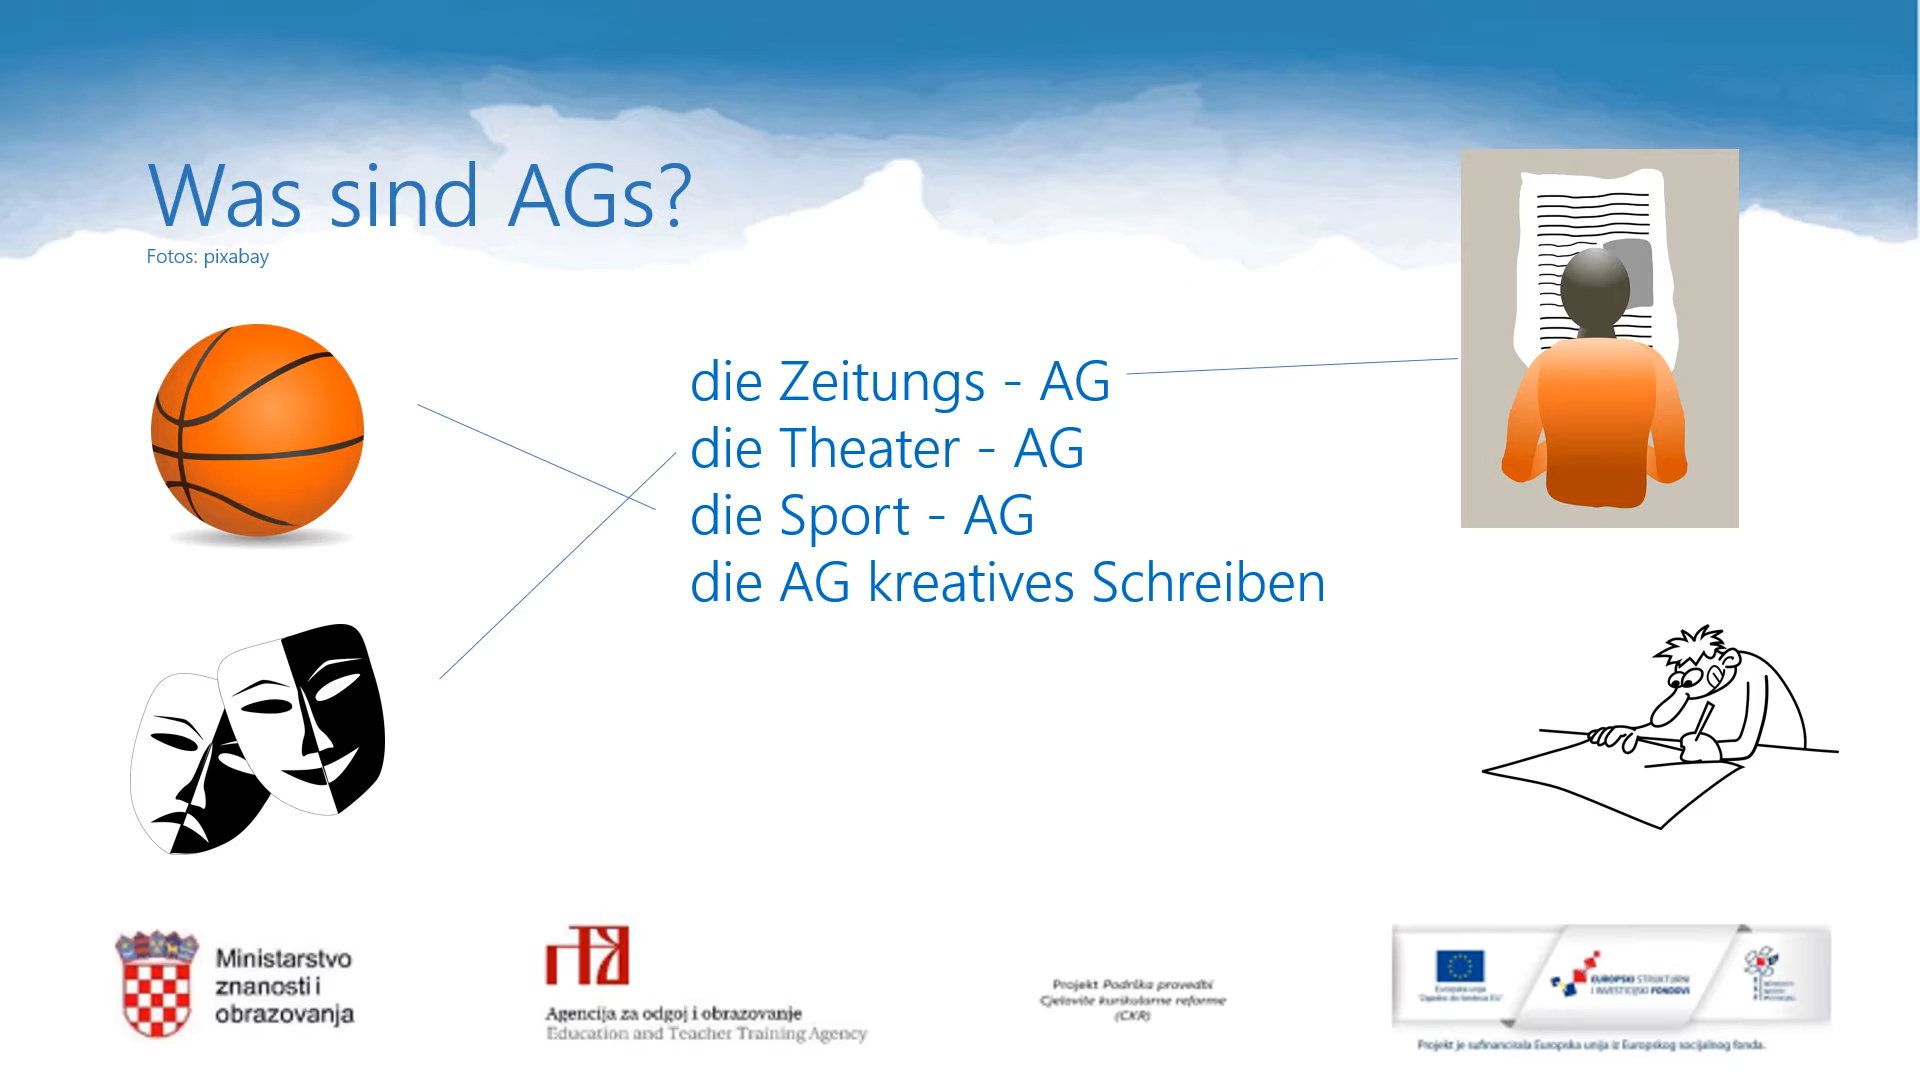 Was sind AGs?
Fotos: pixabay
die Zeitungs - AG
die Theater - AG
die Sport - AG
die AG kreatives Schreiben
Ministarstvo
znanosti i
obrazovanja
Agencija za odgoj i obrazovanje
Education and Teacher Training Agency
Projekt Podrška provedbi
Cjelovite kurikularne reforme
(CKR)
Europska unija
"Zajedno do fondova EU"
EUROPSKI STRUKTURNI
I INVESTICIJSKI FONDOVI
Projekt je sufinancirala Europska unija iz Europskog socijalnog fonda.